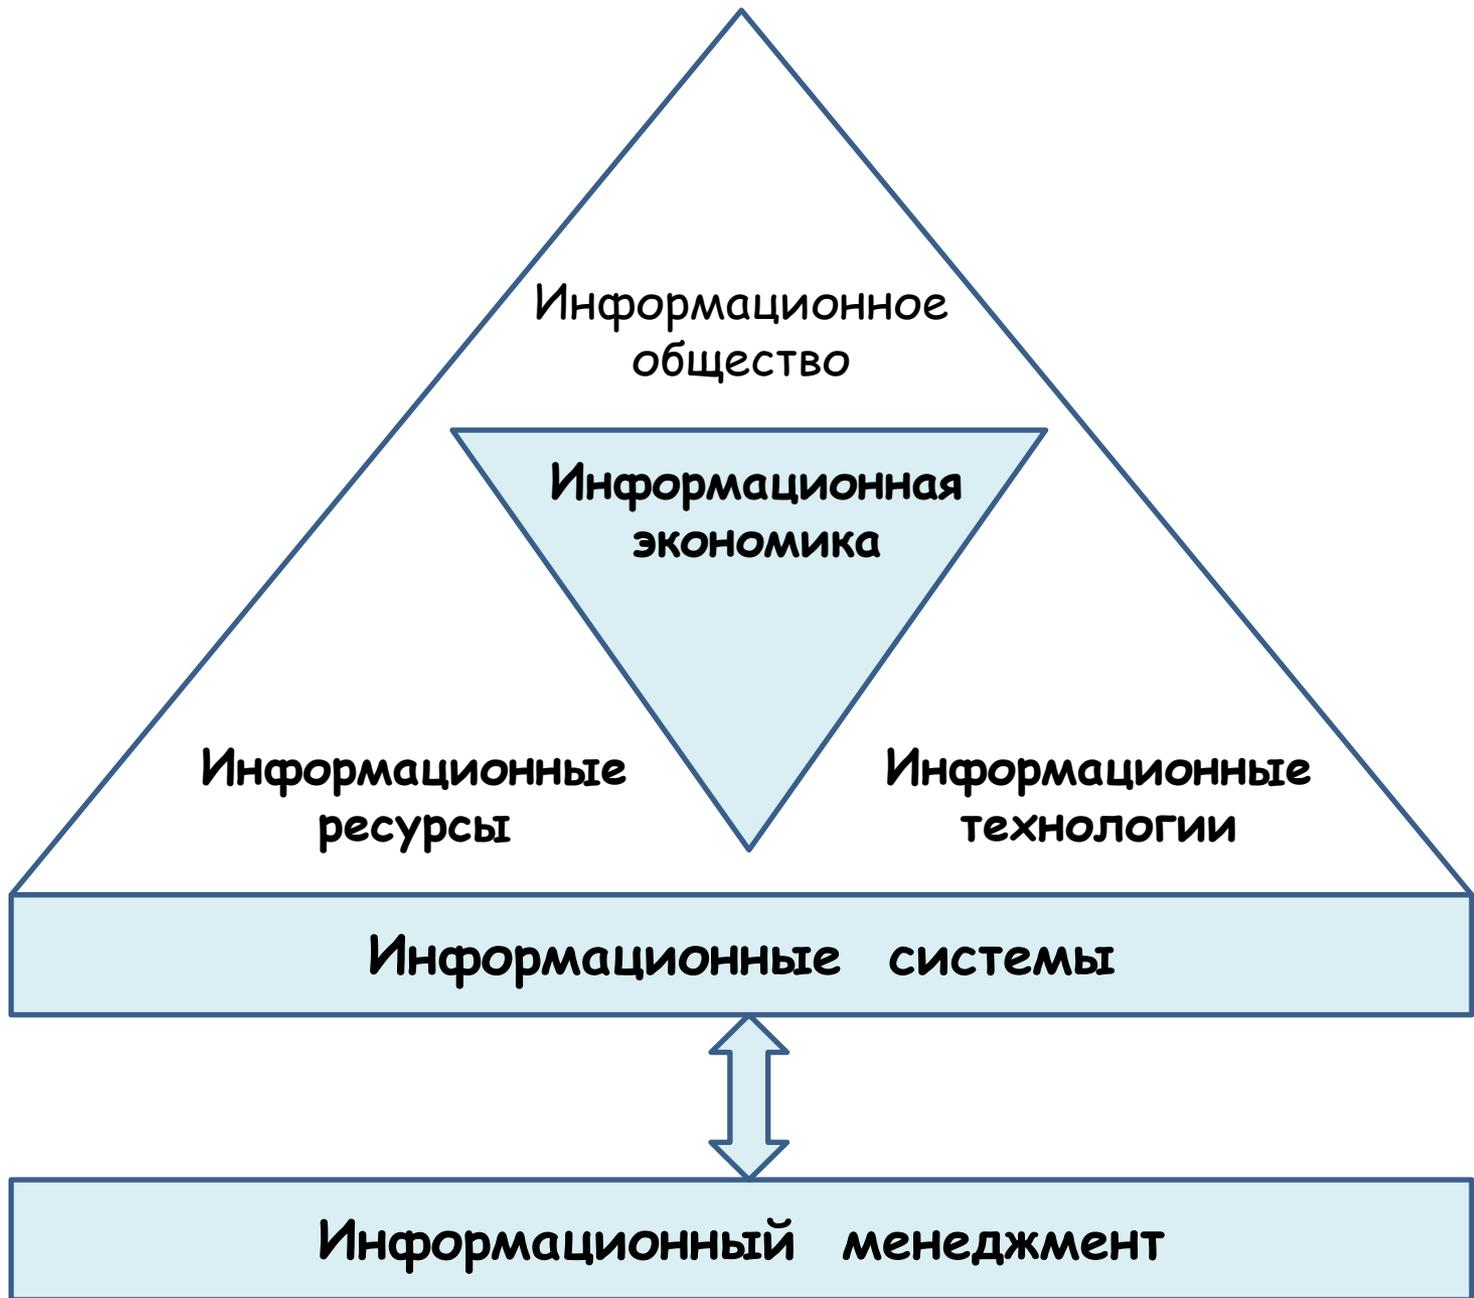 Информационное
общество
Информационная
экономика
Информационные
ресурсы
Информационные
технологии
Информационные системы
Информационный менеджмент